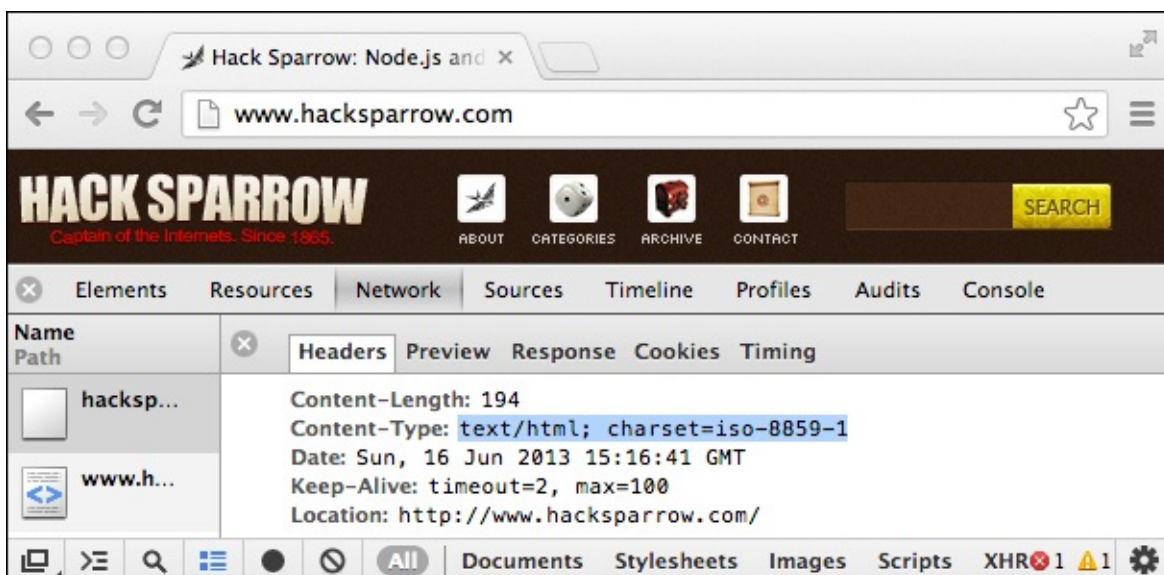 Hack Sparrow: Node.js and
www.hacksparrow.com
HACK SPARROW
Captain of the Internets. Since 1865.
ABOUT CATEGORIES ARCHIVE CONTACT
SEARCH
Elements Resources Network Sources Timeline Profiles Audits Console
Name
Path
Headers Preview Response Cookies Timing
hacksp...
Content-Length: 194
Content-Type: text/html; charset=iso-8859-1
Date: Sun, 16 Jun 2013 15:16:41 GMT
www.h...
Keep-Alive: timeout=2, max=100
Location: http://www.hacksparrow.com/
All Documents Stylesheets Images Scripts XHR 1 1